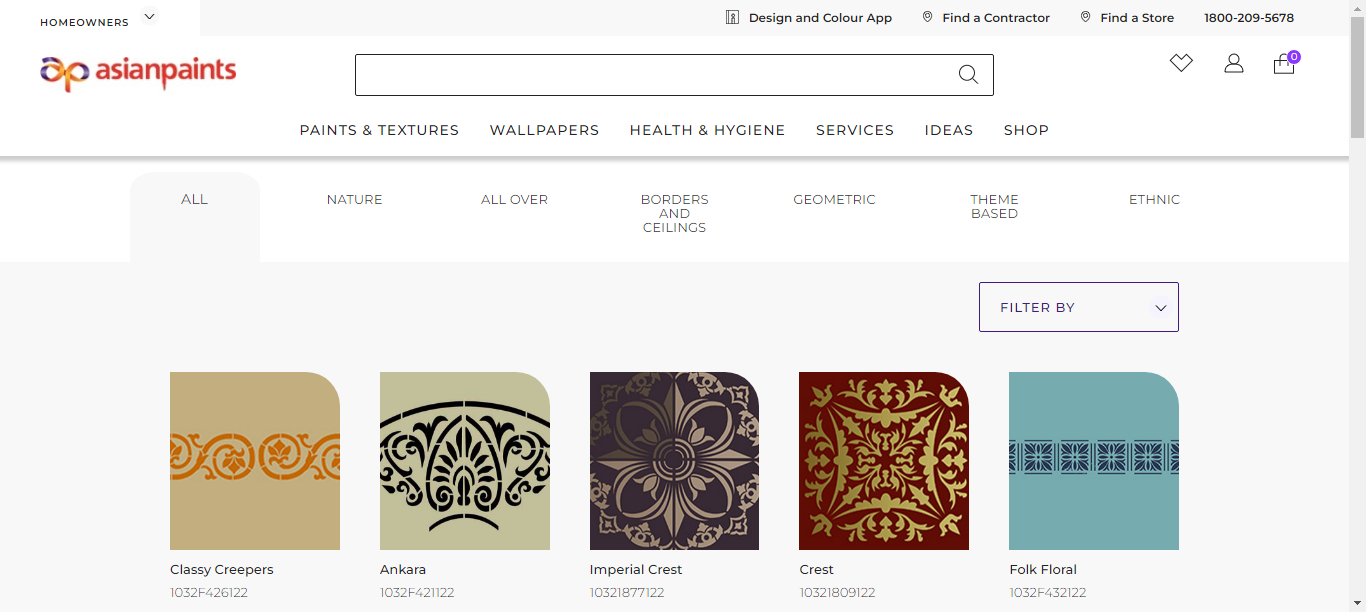 HOMEOWNERS
Design and Colour App
Find a Contractor
Find a Store
1800-209-5678
asianpaints
0
PAINTS & TEXTURES
WALLPAPERS
HEALTH & HYGIENE
SERVICES
IDEAS
SHOP
ALL
NATURE
ALL OVER
BORDERS
AND
CEILINGS
GEOMETRIC
THEME
BASED
ETHNIC
FILTER BY
Classy Creepers
1032F426122
Ankara
1032F421122
Imperial Crest
10321877122
Crest
10321809122
Folk Floral
1032F432122